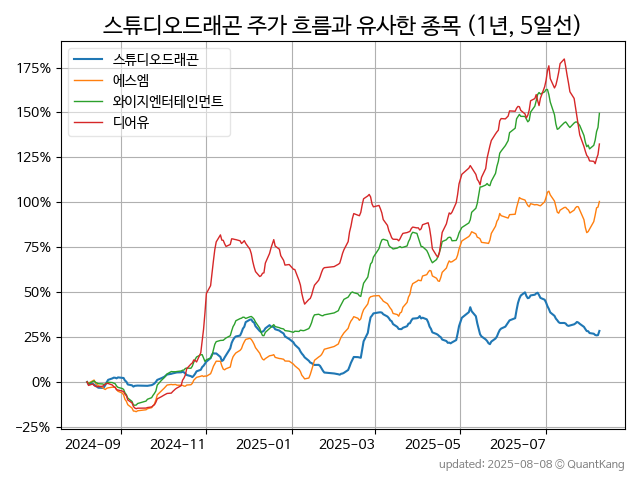 스튜디오드래곤 주가 흐름과 유사한 종목 (1년, 5일선)
스튜디오드래곤
에스엠
와이지엔터테인먼트
디어유
175%
150%
125%
100%
75%
50%
25%
0%
−25%
2024-09 2024-11 2025-01 2025-03 2025-05 2025-07
updated: 2025-08-08 © QuantKang